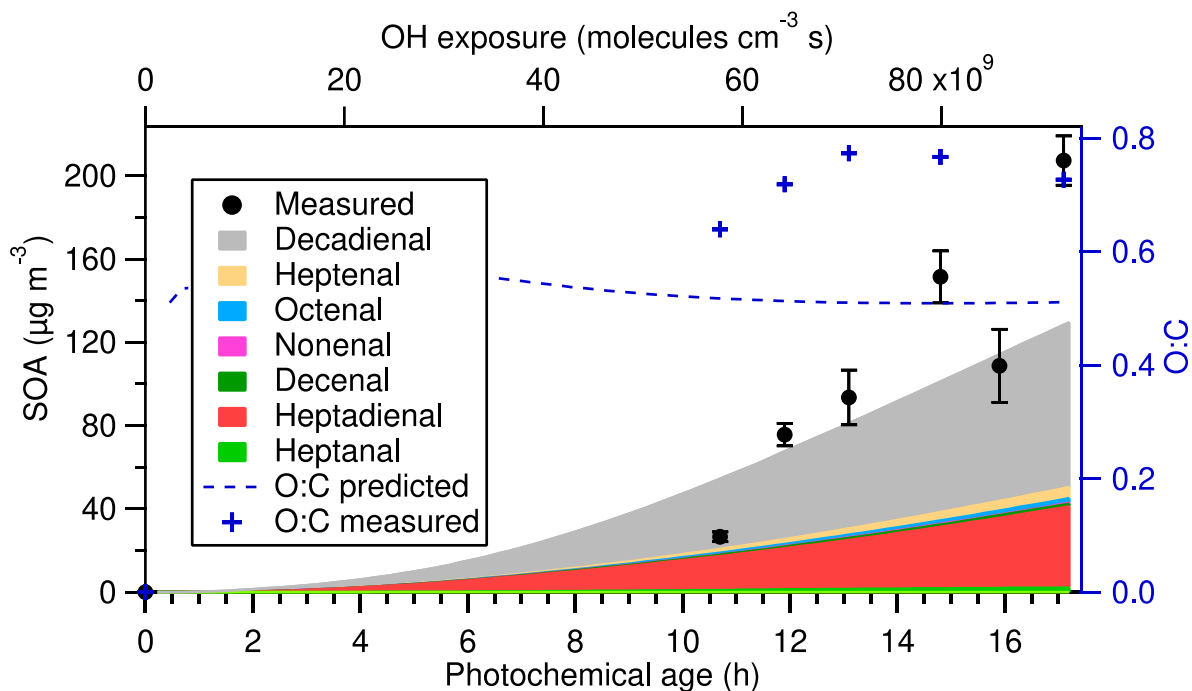 OH exposure (molecules cm⁻³ s)
0 20 40 60 80 x10⁹
SOA (µg m⁻³)
200
160
120
80
40
0
Measured
Decadienal
Heptenal
Octenal
Nonenal
Decenal
Heptadienal
Heptanal
O:C predicted
O:C measured
0.8
0.6
0.4
0.2
0.0
O:C
0 2 4 6 8 10 12 14 16
Photochemical age (h)